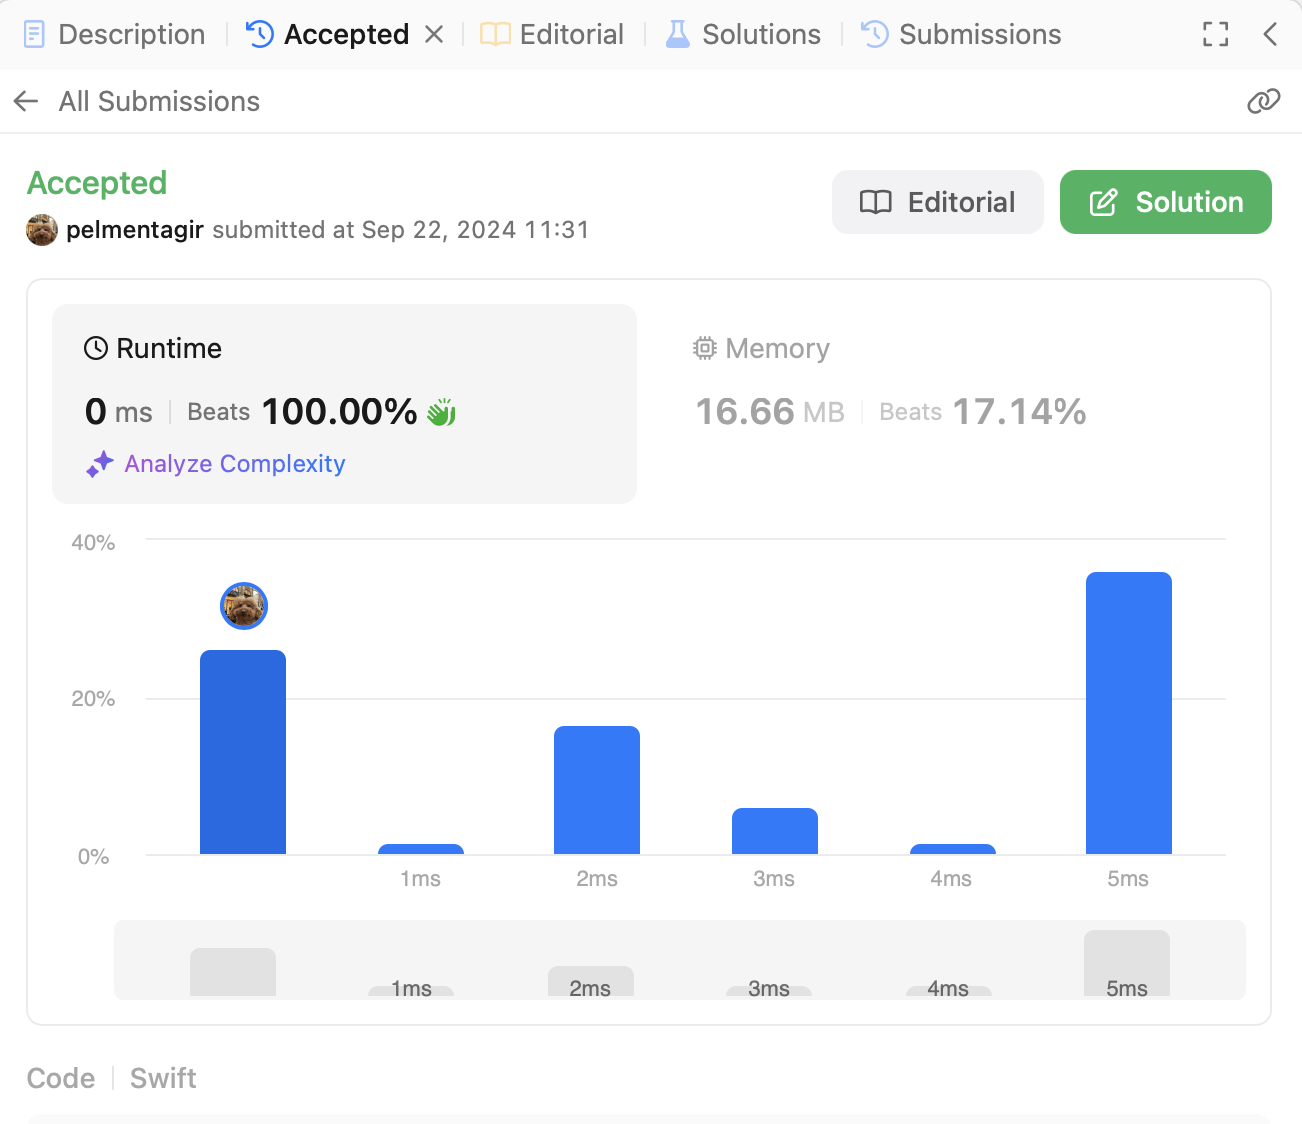 Description Accepted Editorial Solutions Submissions
All Submissions
Accepted
Editorial Solution
pelmentagir submitted at Sep 22, 2024 11:31
Runtime
0 ms Beats 100.00%
Analyze Complexity
Memory
16.66 MB Beats 17.14%
40%
20%
0%
1ms 2ms 3ms 4ms 5ms
1ms 2ms 3ms 4ms 5ms
Code Swift